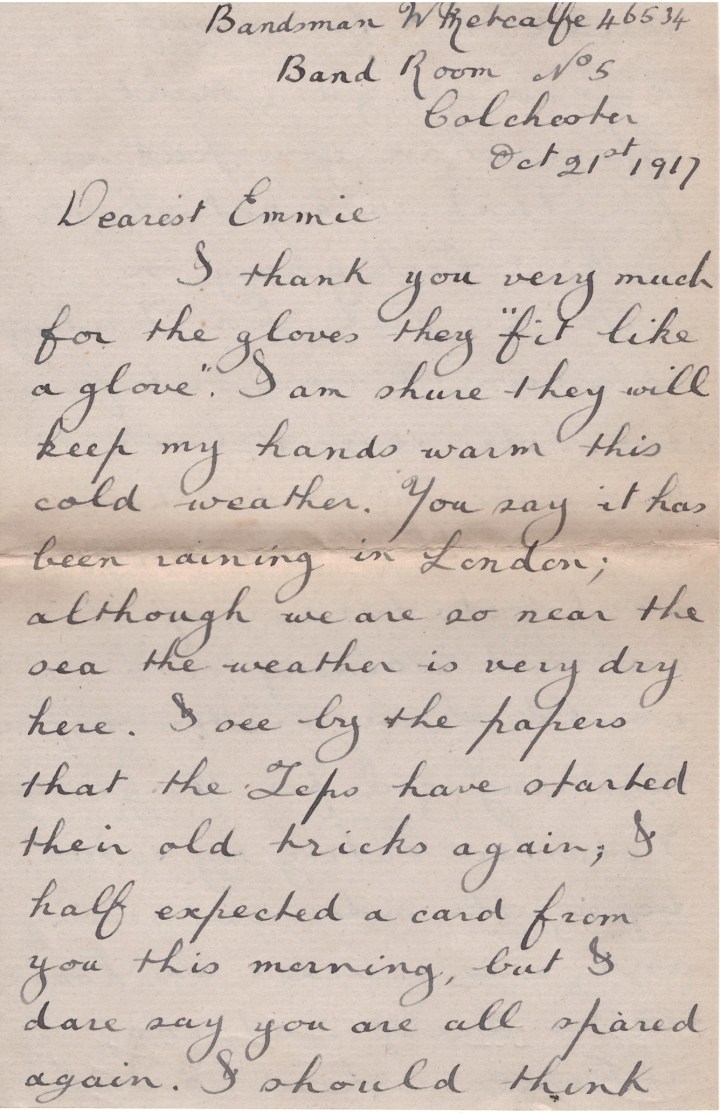 Bandsman W Metcalfe 46534
Band Room No 5
Colchester
Oct 21st 1917
Dearest Emmie
I thank you very much
for the gloves they "fit like
a glove". I am shure they will
keep my hands warm this
cold weather. You say it has
been raining in London;
although we are so near the
sea the weather is very dry
here. I see by the papers
that the Zeps have started
their old tricks again; I
half expected a card from
you this morning, but I
dare say you are all spared
again. I should think